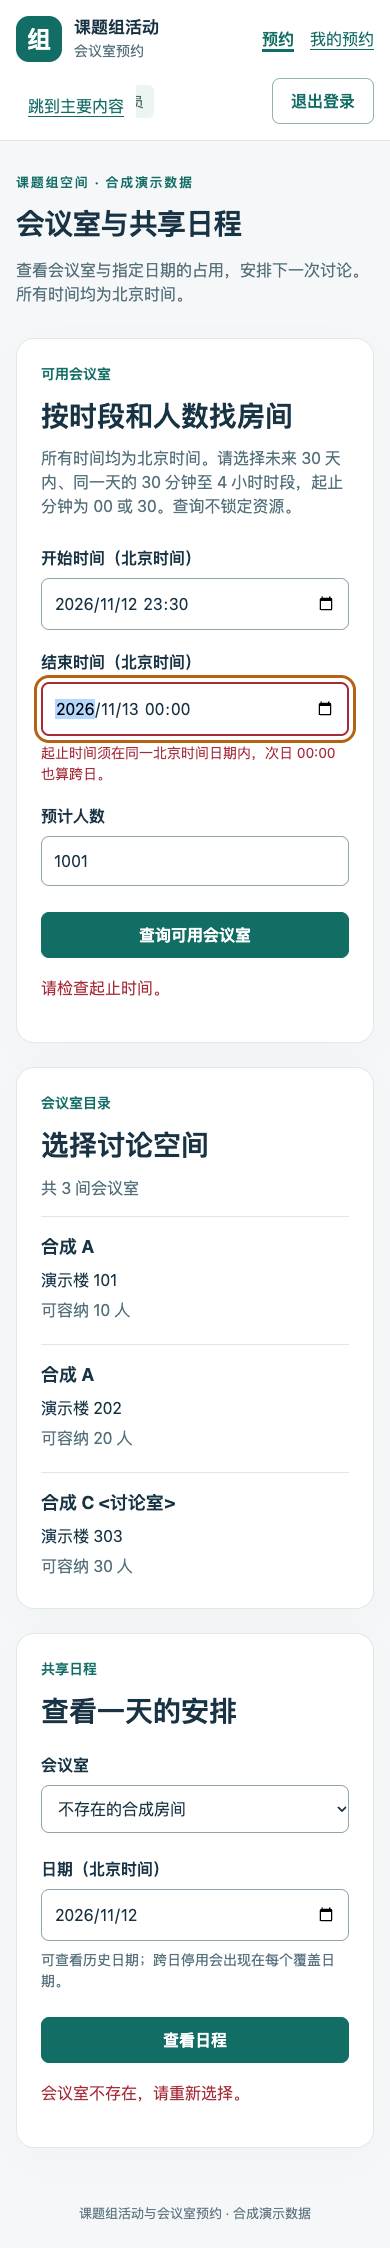 组
课题组活动
会议室预约
预约
我的预约
跳到主要内容
退出登录
课题组空间 · 合成演示数据
会议室与共享日程
查看会议室与指定日期的占用，安排下一次讨论。
所有时间均为北京时间。
可用会议室
按时段和人数找房间
所有时间均为北京时间。请选择未来 30 天
内、同一天的 30 分钟至 4 小时时段，起止
分钟为 00 或 30。查询不锁定资源。
开始时间（北京时间）
2026/11/12 23:30
结束时间（北京时间）
2026/11/13 00:00
起止时间须在同一北京时间日期内，次日 00:00
也算跨日。
预计人数
1001
查询可用会议室
请检查起止时间。
会议室目录
选择讨论空间
共 3 间会议室
合成 A
演示楼 101
可容纳 10 人
合成 A
演示楼 202
可容纳 20 人
合成 C <讨论室>
演示楼 303
可容纳 30 人
共享日程
查看一天的安排
会议室
不存在的合成房间
日期（北京时间）
2026/11/12
可查看历史日期；跨日停用会出现在每个覆盖日
期。
查看日程
会议室不存在，请重新选择。
课题组活动与会议室预约 · 合成演示数据